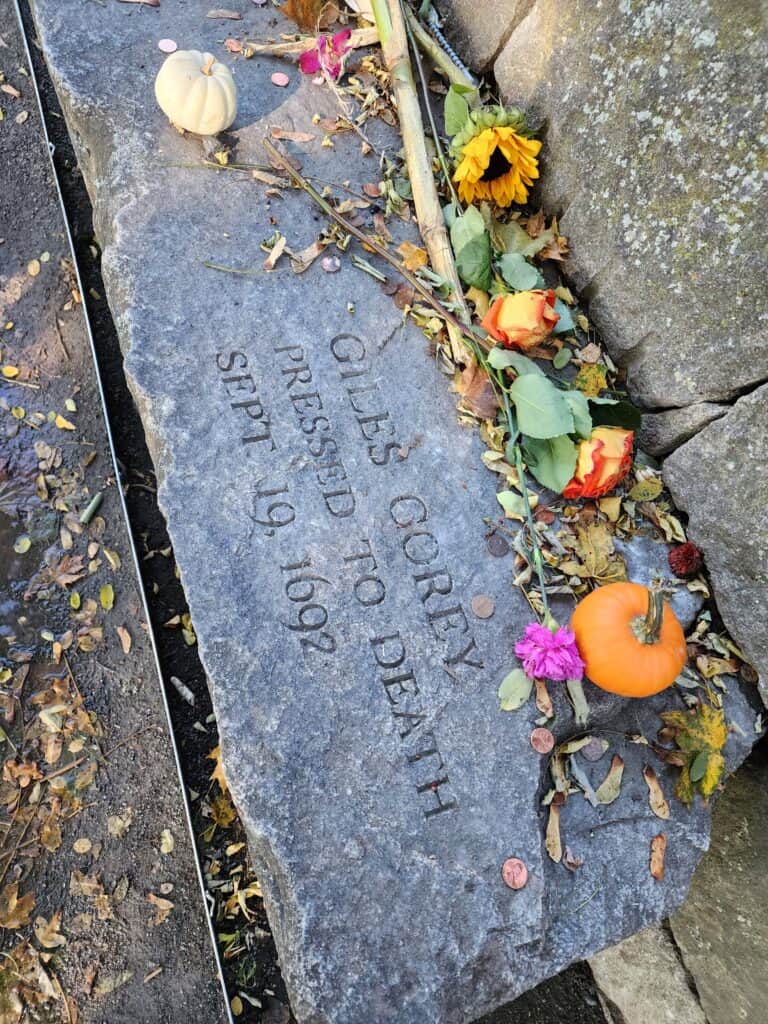 GILES COREY
PRESSED TO DEATH
SEPT 19, 1692